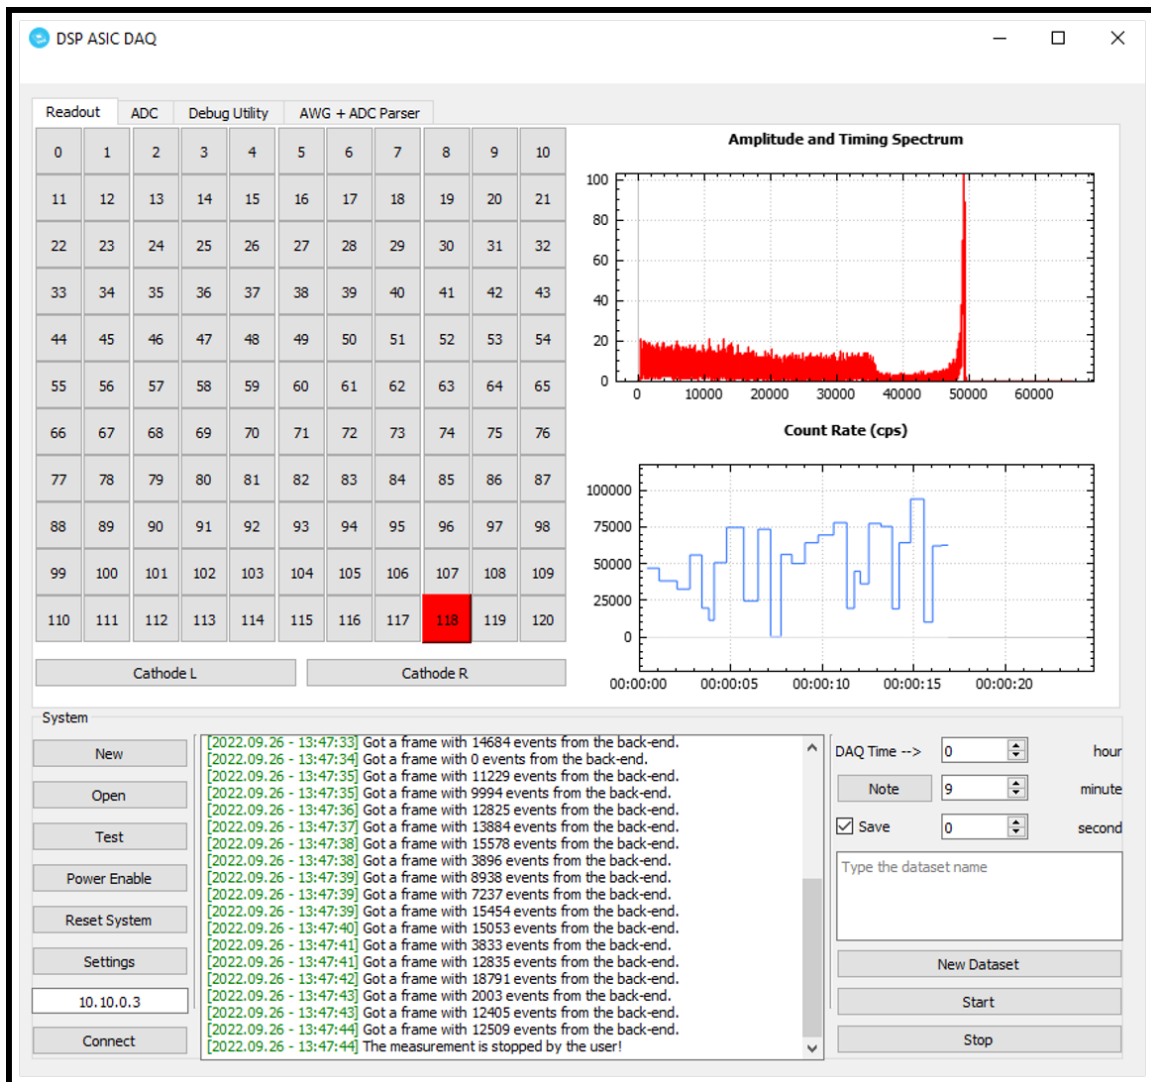 DSP ASIC DAQ
Readout ADC Debug Utility AWG + ADC Parser
0 1 2 3 4 5 6 7 8 9 10
11 12 13 14 15 16 17 18 19 20 21
22 23 24 25 26 27 28 29 30 31 32
33 34 35 36 37 38 39 40 41 42 43
44 45 46 47 48 49 50 51 52 53 54
55 56 57 58 59 60 61 62 63 64 65
66 67 68 69 70 71 72 73 74 75 76
77 78 79 80 81 82 83 84 85 86 87
88 89 90 91 92 93 94 95 96 97 98
99 100 101 102 103 104 105 106 107 108 109
110 111 112 113 114 115 116 117 118 119 120
Cathode L Cathode R
Amplitude and Timing Spectrum
100
80
60
40
20
0
0 10000 20000 30000 40000 50000 60000
Count Rate (cps)
100000
75000
50000
25000
0
00:00:00 00:00:05 00:00:10 00:00:15 00:00:20
System
New
Open
Test
Power Enable
Reset System
Settings
10.10.0.3
Connect
[2022.09.26 - 13:47:33] Got a frame with 14684 events from the back-end.
[2022.09.26 - 13:47:34] Got a frame with 0 events from the back-end.
[2022.09.26 - 13:47:35] Got a frame with 11229 events from the back-end.
[2022.09.26 - 13:47:35] Got a frame with 9994 events from the back-end.
[2022.09.26 - 13:47:36] Got a frame with 12825 events from the back-end.
[2022.09.26 - 13:47:37] Got a frame with 13884 events from the back-end.
[2022.09.26 - 13:47:38] Got a frame with 15578 events from the back-end.
[2022.09.26 - 13:47:38] Got a frame with 3896 events from the back-end.
[2022.09.26 - 13:47:39] Got a frame with 8938 events from the back-end.
[2022.09.26 - 13:47:39] Got a frame with 7237 events from the back-end.
[2022.09.26 - 13:47:39] Got a frame with 15454 events from the back-end.
[2022.09.26 - 13:47:40] Got a frame with 15053 events from the back-end.
[2022.09.26 - 13:47:41] Got a frame with 3833 events from the back-end.
[2022.09.26 - 13:47:41] Got a frame with 12835 events from the back-end.
[2022.09.26 - 13:47:42] Got a frame with 18791 events from the back-end.
[2022.09.26 - 13:47:43] Got a frame with 2003 events from the back-end.
[2022.09.26 - 13:47:43] Got a frame with 12405 events from the back-end.
[2022.09.26 - 13:47:44] Got a frame with 12509 events from the back-end.
[2022.09.26 - 13:47:44] The measurement is stopped by the user!
DAQ Time --> 0 hour
Note 9 minute
Save 0 second
Type the dataset name
New Dataset
Start
Stop